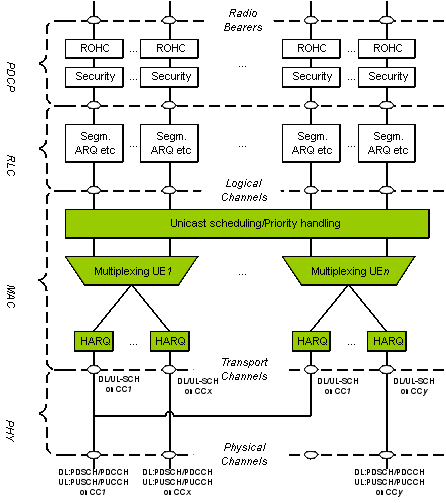 Radio
Bearers
ROHC ... ROHC ROHC ... ROHC
...
Security ... Security Security ... Security
PDCP
Segm.
ARQ etc ... Segm.
ARQ etc
...
Segm.
ARQ etc ... Segm.
ARQ etc
RLC
Logical
Channels
Unicast scheduling/Priority handling
Multiplexing UE1 ... Multiplexing UEn
MAC
HARQ ... HARQ HARQ ... HARQ
Transport
Channels
DL/UL-SCH
on CC1
DL/UL-SCH
on CCx
DL/UL-SCH
on CC1
DL/UL-SCH
on CCy
PHY
Physical
Channels
DL:PDSCH/PDCCH
UL:PUSCH/PUCCH
on CC1
DL:PDSCH/PDCCH
UL:PUSCH/PUCCH
on CCx
DL:PDSCH/PDCCH
UL:PUSCH/PUCCH
on CCy